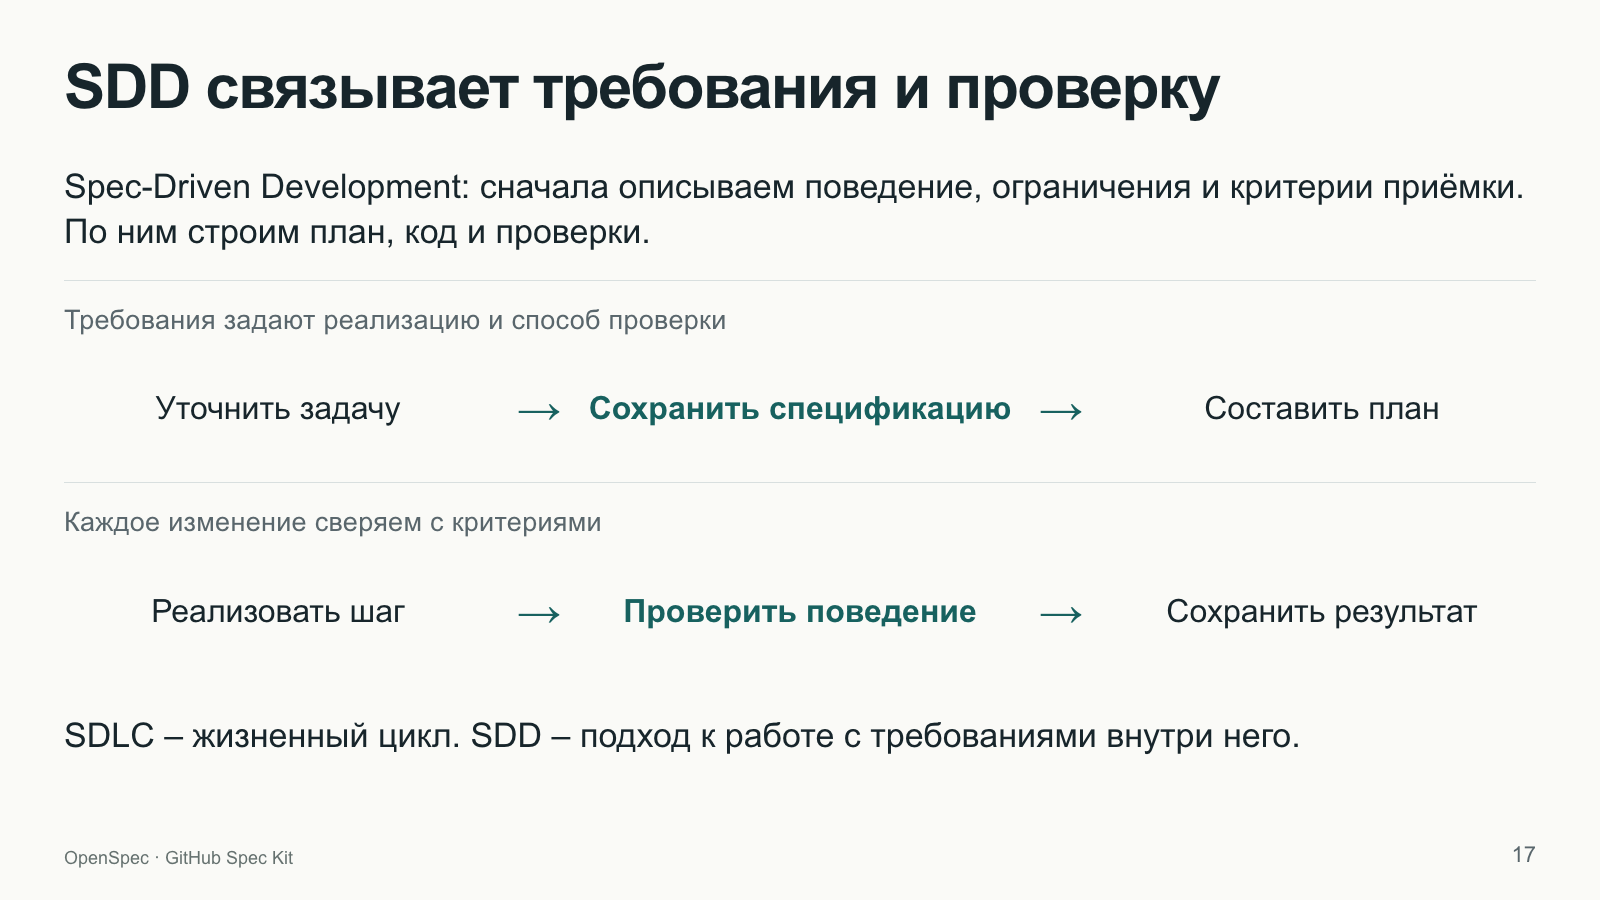 SDD связывает требования и проверку
Spec-Driven Development: сначала описываем поведение, ограничения и критерии приёмки.
По ним строим план, код и проверки.
Требования задают реализацию и способ проверки
Уточнить задачу → Сохранить спецификацию → Составить план
Каждое изменение сверяем с критериями
Реализовать шаг → Проверить поведение → Сохранить результат
SDLC – жизненный цикл. SDD – подход к работе с требованиями внутри него.
OpenSpec · GitHub Spec Kit
17